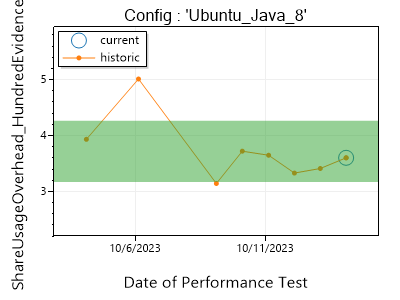 Config : 'Ubuntu_Java_8'
current
historic
ShareUsageOverhead_HundredEvidence
5
4
3
10/6/2023
10/11/2023
Date of Performance Test